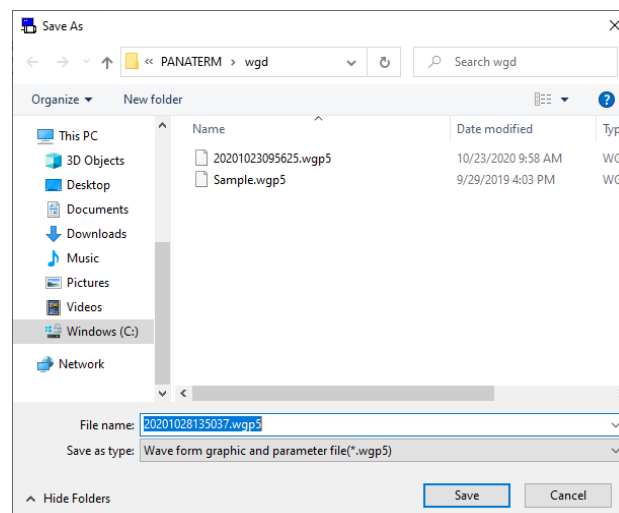 Save As
« PANATERM › wgd
Search wgd
Organize New folder
?
Name Date modified Typ
20201023095625.wgp5 10/23/2020 9:58 AM WG
Sample.wgp5 9/29/2019 4:03 PM WG
This PC
3D Objects
Desktop
Documents
Downloads
Music
Pictures
Videos
Windows (C:)
Network
File name: 20201028135037.wgp5
Save as type: Wave form graphic and parameter file(*.wgp5)
Hide Folders Save Cancel